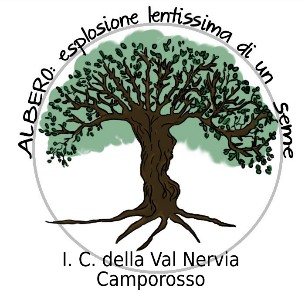 ALBERO: esplosione lentissima di un seme
I. C. della Val Nervia
Camporosso